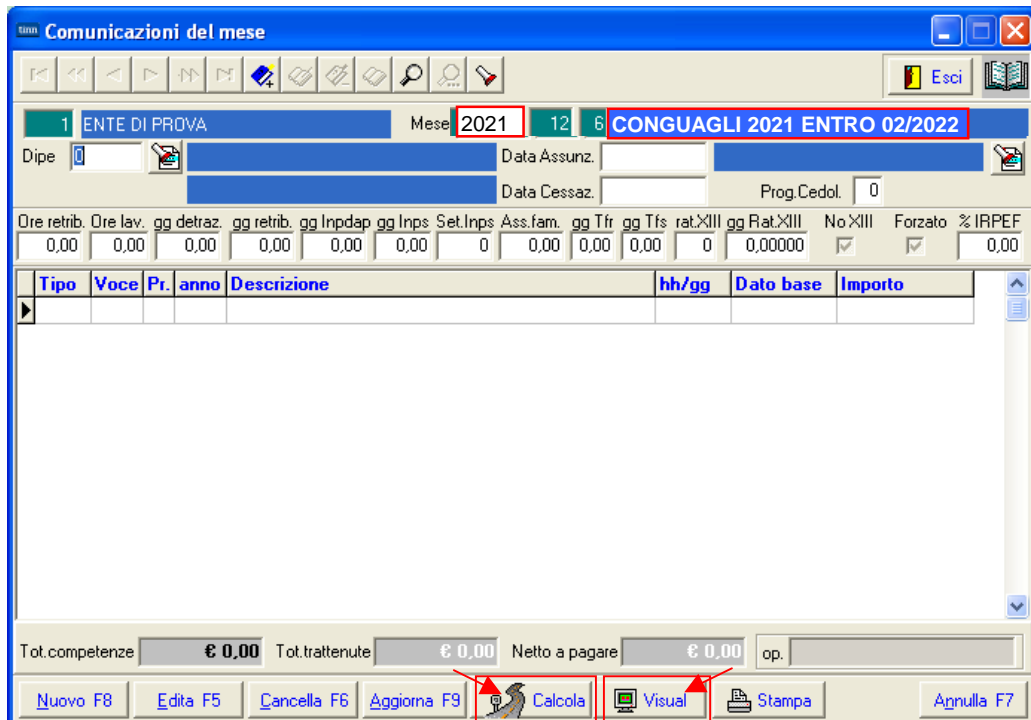 tinn Comunicazioni del mese
Esci
1 ENTE DI PROVA Mese 2021 12 6 CONGUAGLI 2021 ENTRO 02/2022
Dipe 0 Data Assunz.
Data Cessaz. Prog.Cedol. 0
Ore retrib. Ore lav. gg detraz. gg retrib. gg Inpdap gg Inps Set.Inps Ass.fam. gg Tfr gg Tfs rat.XIII gg Rat.XIII No XIII Forzato % IRPEF
0,00 0,00 0,00 0,00 0,00 0,00 0 0,00 0,00 0,00 0 0,00000 0,00
Tipo Voce Pr. anno Descrizione hh/gg Dato base Importo
Tot.competenze € 0,00 Tot.trattenute € 0,00 Netto a pagare € 0,00 op.
Nuovo F8 Edita F5 Cancella F6 Aggiorna F9 Calcola Visual Stampa Annulla F7